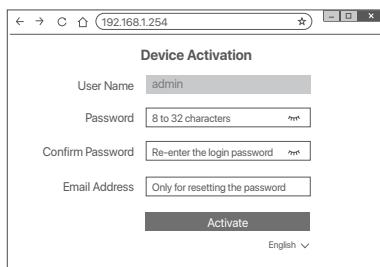 192.168.1.254
Device Activation
User Name admin
Password 8 to 32 characters
Confirm Password Re-enter the login password
Email Address Only for resetting the password
Activate
English